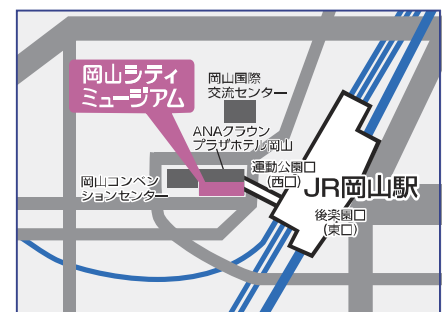 岡山シティ
ミュージアム
岡山国際
交流センター
ANAクラウン
プラザホテル岡山
運動公園口
(西口)
岡山コンベン
ションセンター
JR岡山駅
後楽園口
(東口)